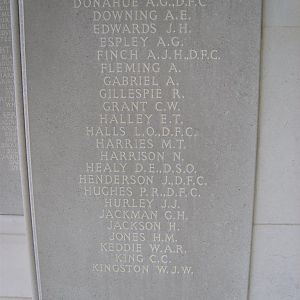 DONAHUE A.G., D.F.C.
DOWNING A.E.
EDWARDS J.H.
ESPLEY A.G.
FINCH A.J.H., D.F.C.
FLEMING A.
GABRIEL A.
GILLESPIE R.
GRANT C.W.
HALLEY E.T.
HALLS L.O., D.F.C.
HARRIES M.T.
HARRISON N.
HEALY D.E., D.S.O.
HENDERSON J., D.F.C.
HUGHES P.R., D.F.C.
HURLEY J.J.
JACKMAN G.H.
JACKSON H.
JONES H.M.
KEDDIE W.A.R.
KING C.C.
KINGSTON W.J.W.